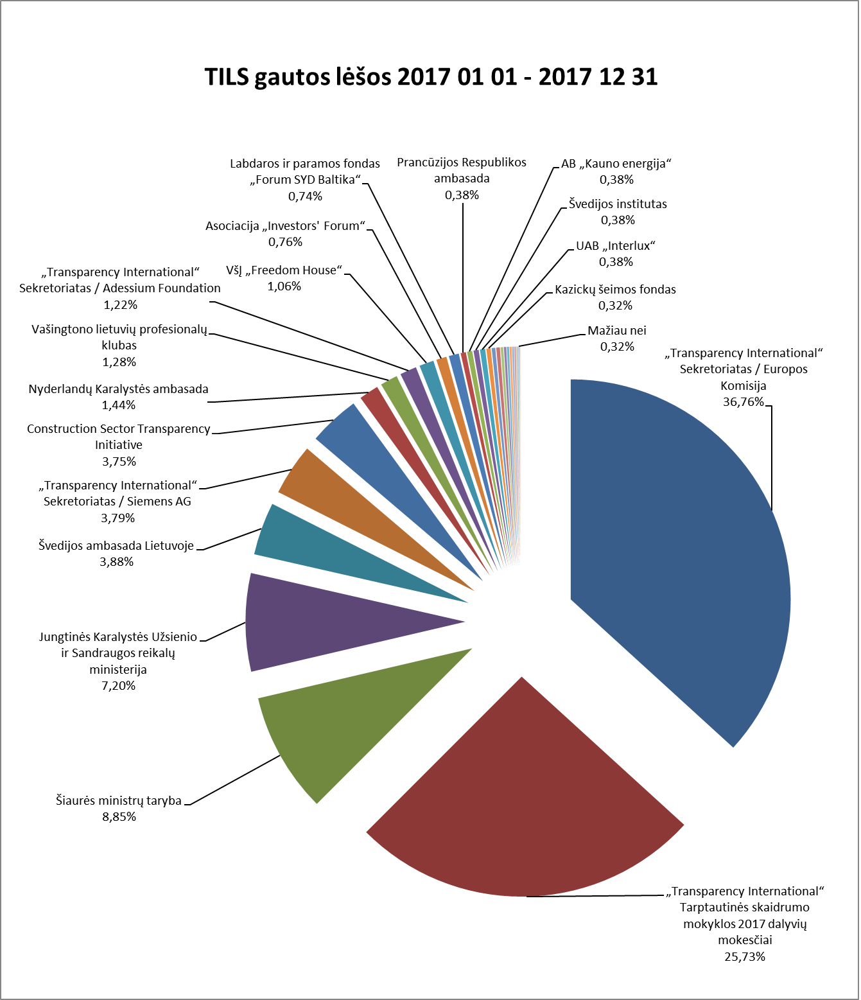 TILS gautos lėšos 2017 01 01 - 2017 12 31
Labdaros ir paramos fondas
„Forum SYD Baltika“
0,74%
Prancūzijos Respublikos
ambasada
0,38%
AB „Kauno energija“
0,38%
Švedijos institutas
0,38%
Asociacija „Investors' Forum“
0,76%
UAB „Interlux“
0,38%
„Transparency International“
Sekretoriatas / Adessium Foundation
1,22%
VšĮ „Freedom House“
1,06%
Kazickų šeimos fondas
0,32%
Vašingtono lietuvių profesionalų
klubas
1,28%
Mažiau nei
0,32%
„Transparency International“
Sekretoriatas / Europos
Komisija
36,76%
Nyderlandų Karalystės ambasada
1,44%
Construction Sector Transparency
Initiative
3,75%
„Transparency International“
Sekretoriatas / Siemens AG
3,79%
Švedijos ambasada Lietuvoje
3,88%
Jungtinės Karalystės Užsienio
ir Sandraugos reikalų
ministerija
7,20%
Šiaurės ministrų taryba
8,85%
„Transparency International“
Tarptautinės skaidrumo
mokyklos 2017 dalyvių
mokesčiai
25,73%